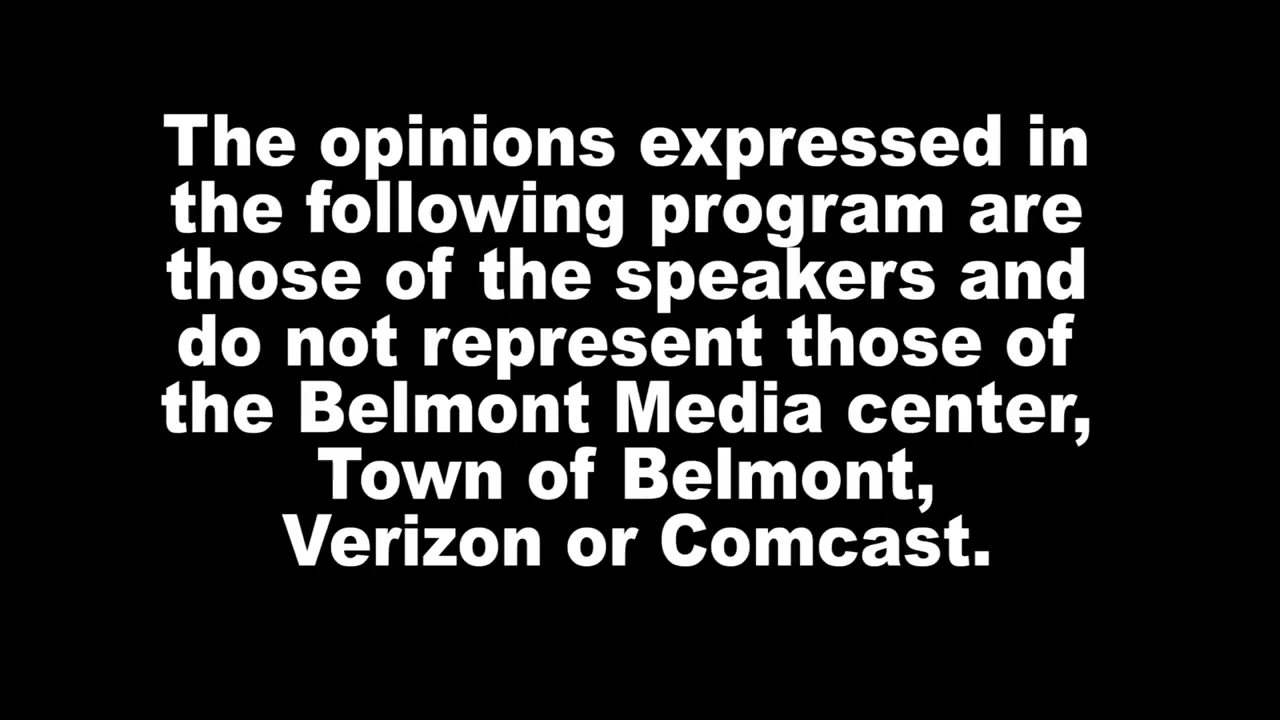 The opinions expressed in
the following program are
those of the speakers and
do not represent those of
the Belmont Media center,
Town of Belmont,
Verizon or Comcast.